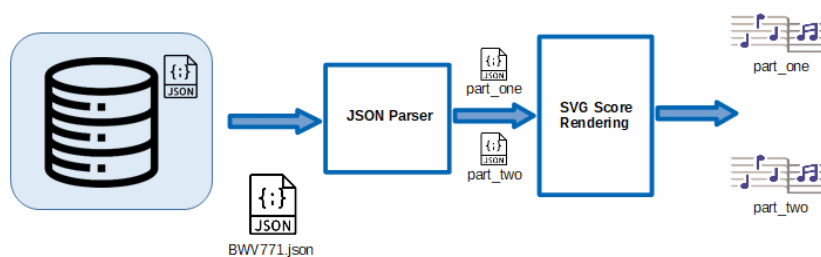 {;}
JSON
{;}
JSON
BWV771.json
JSON Parser
{;}
JSON
part_one
{;}
JSON
part_two
SVG Score
Rendering
part_one
part_two